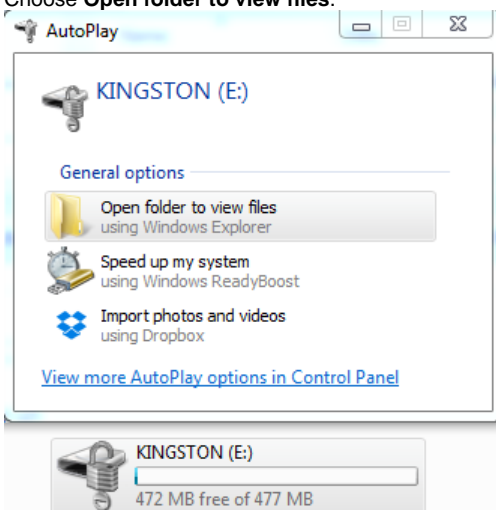 Choose Open folder to view files.
AutoPlay
KINGSTON (E:)
General options
Open folder to view files
using Windows Explorer
Speed up my system
using Windows ReadyBoost
Import photos and videos
using Dropbox
View more AutoPlay options in Control Panel
KINGSTON (E:)
472 MB free of 477 MB